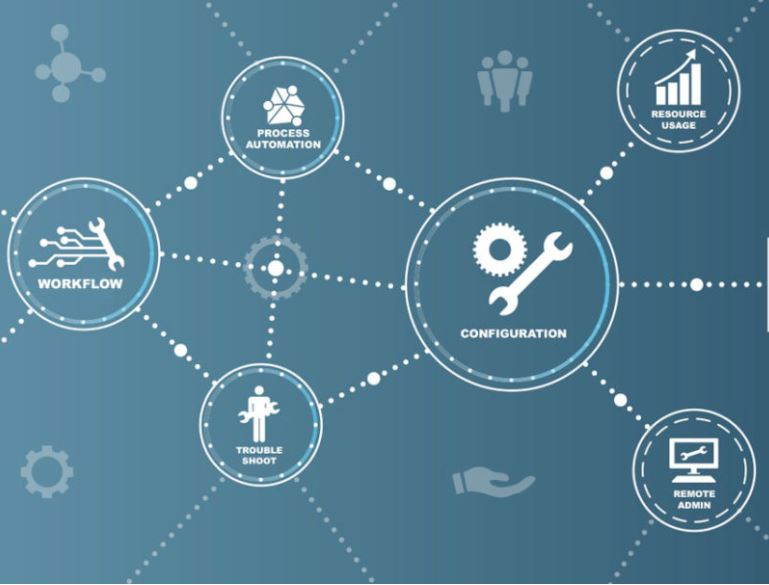 PROCESS
AUTOMATION
RESOURCE
USAGE
WORKFLOW
CONFIGURATION
TROUBLE
SHOOT
REMOTE
ADMIN